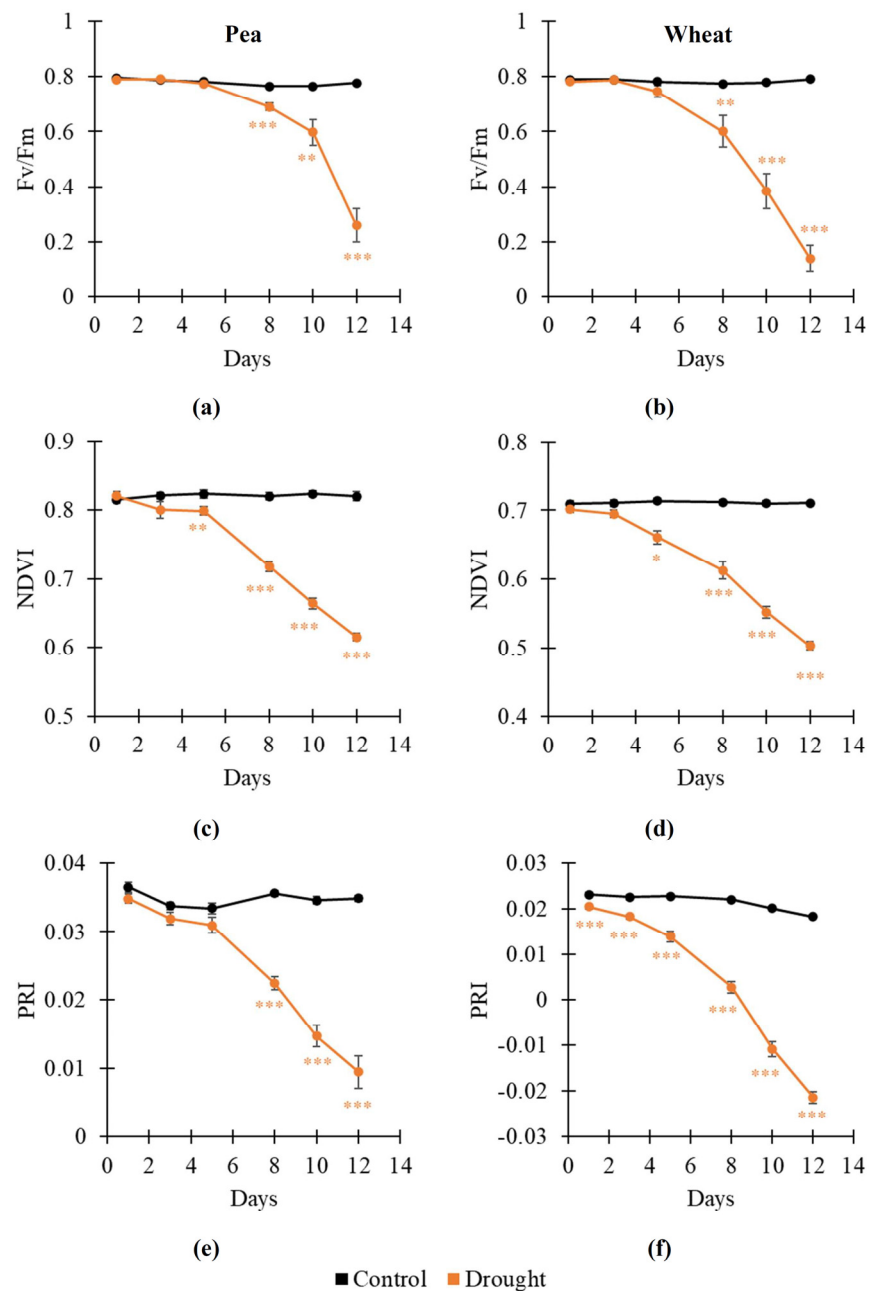 Pea
1
0.8
0.6
0.4
0.2
0
Fv/Fm
***
**
***
0 2 4 6 8 10 12 14
Days
(a)
Wheat
1
0.8
0.6
0.4
0.2
0
Fv/Fm
**
***
***
0 2 4 6 8 10 12 14
Days
(b)
0.9
0.8
0.7
0.6
0.5
NDVI
**
***
***
***
0 2 4 6 8 10 12 14
Days
(c)
0.8
0.7
0.6
0.5
0.4
NDVI
*
***
***
***
0 2 4 6 8 10 12 14
Days
(d)
0.04
0.03
0.02
0.01
0
PRI
***
***
***
0 2 4 6 8 10 12 14
Days
(e)
0.03
0.02
0.01
0
-0.01
-0.02
-0.03
PRI
***
***
***
***
***
***
0 2 4 6 8 10 12 14
Days
(f)
Control Drought